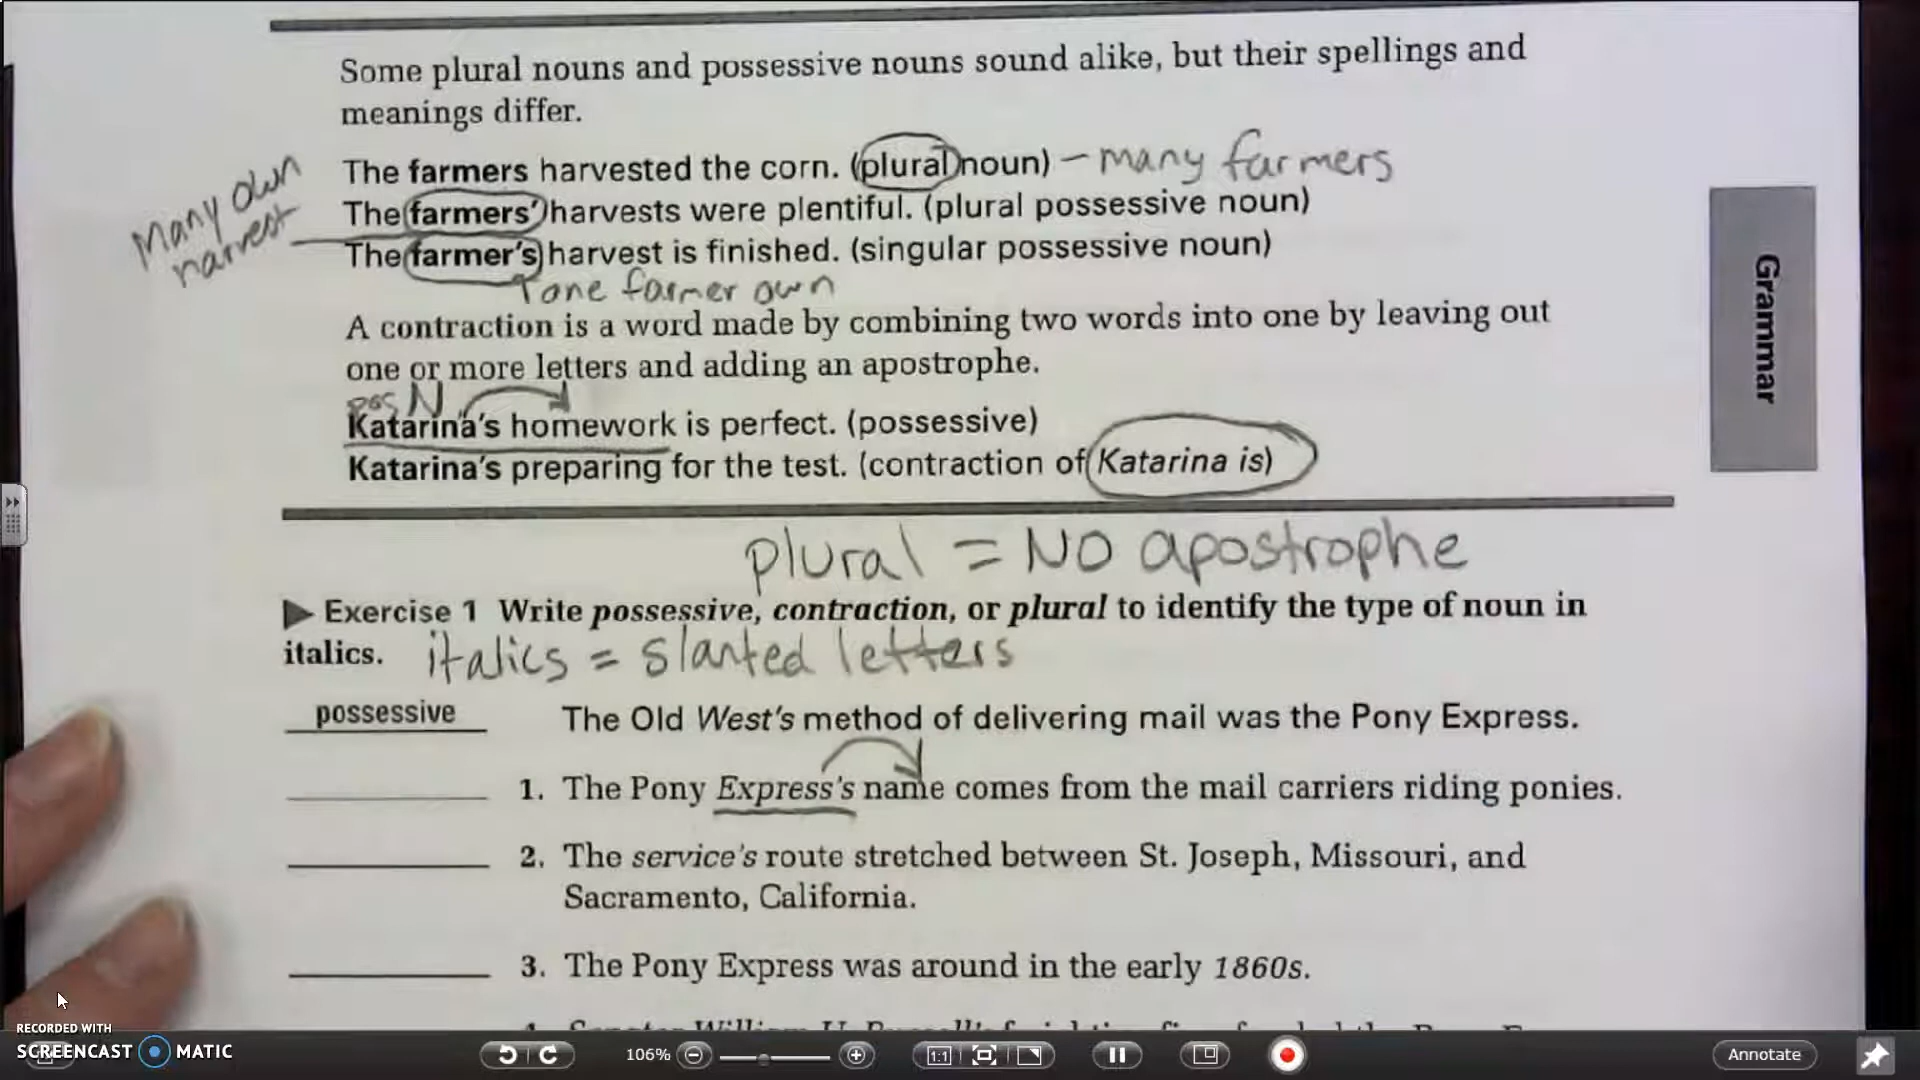 Some plural nouns and possessive nouns sound alike, but their spellings and
meanings differ.
The farmers harvested the corn. (plural noun) – many farmers
Many own
harvest
The farmers' harvests were plentiful. (plural possessive noun)
The farmer's harvest is finished. (singular possessive noun)
one farmer own
A contraction is a word made by combining two words into one by leaving out
one or more letters and adding an apostrophe.
pos N
Katarina's homework is perfect. (possessive)
Katarina's preparing for the test. (contraction of Katarina is)
Grammar
plural = NO apostrophe
▶ Exercise 1 Write possessive, contraction, or plural to identify the type of noun in
italics. italics = slanted letters
possessive The Old West's method of delivering mail was the Pony Express.
1. The Pony Express's name comes from the mail carriers riding ponies.
2. The service's route stretched between St. Joseph, Missouri, and
Sacramento, California.
3. The Pony Express was around in the early 1860s.
RECORDED WITH
SCREENCAST MATIC
106%
1:1
Annotate